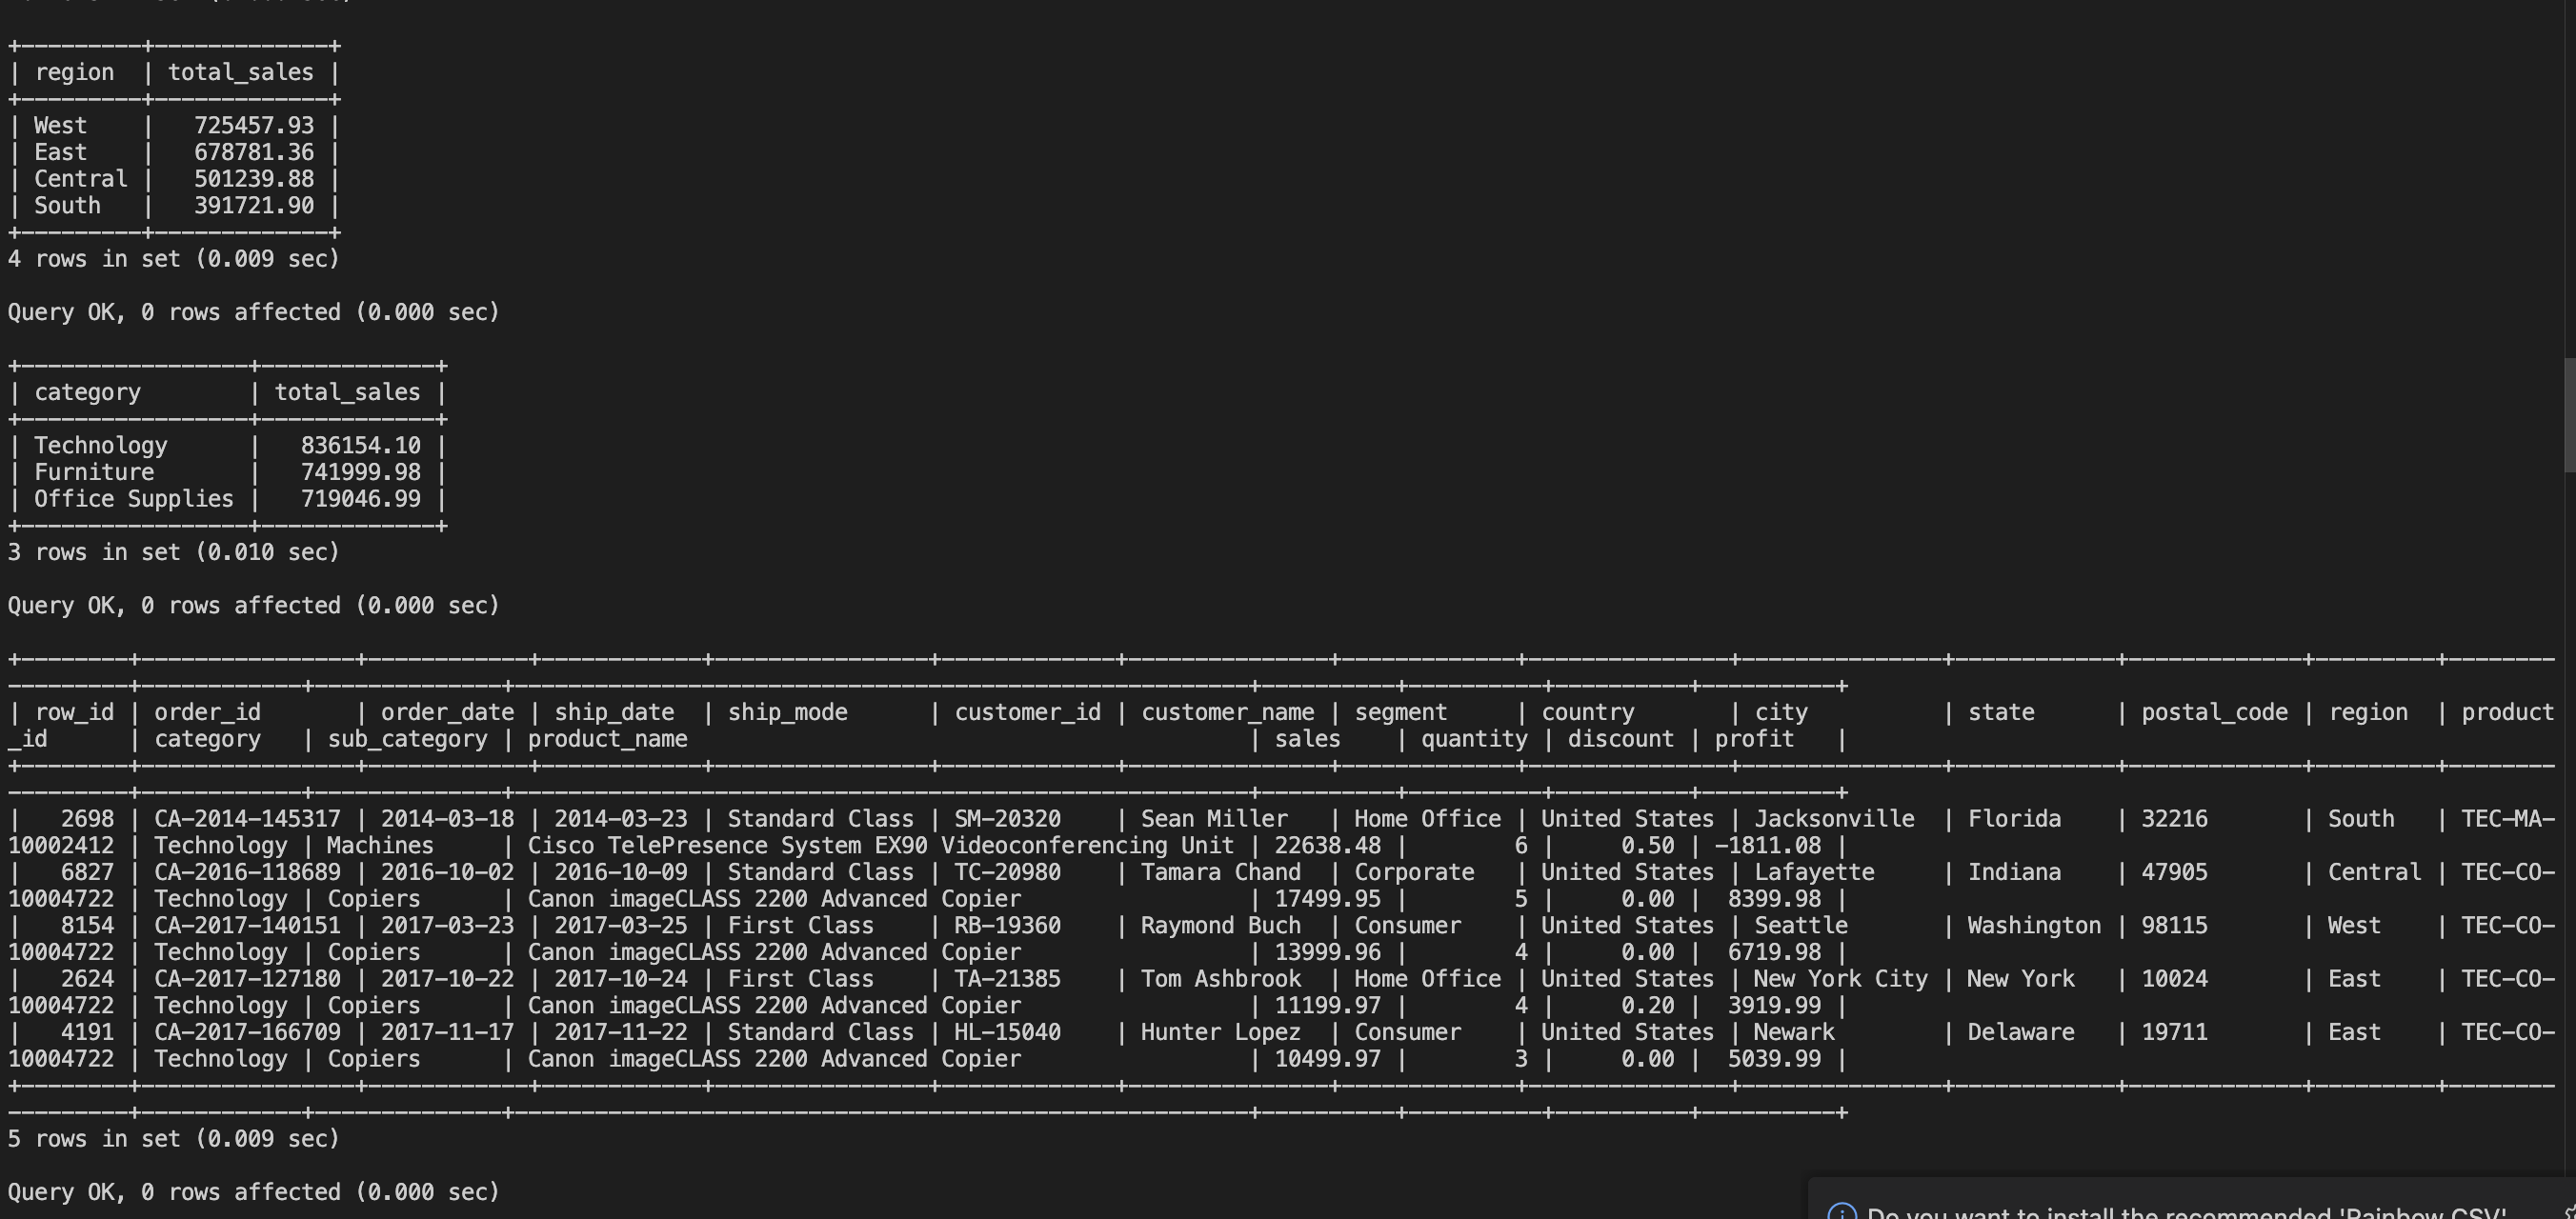 +---------+-------------+
| region  | total_sales |
+---------+-------------+
| West    |   725457.93 |
| East    |   678781.36 |
| Central |   501239.88 |
| South   |   391721.90 |
+---------+-------------+
4 rows in set (0.009 sec)
Query OK, 0 rows affected (0.000 sec)
+-----------------+-------------+
| category        | total_sales |
+-----------------+-------------+
| Technology      |   836154.10 |
| Furniture       |   741999.98 |
| Office Supplies |   719046.99 |
+-----------------+-------------+
3 rows in set (0.010 sec)
Query OK, 0 rows affected (0.000 sec)
+--------+----------------+------------+------------+----------------+-------------+---------------+-------------+---------------+---------------+------------+-------------+---------+-------
---------+------------+--------------+-------------------------------------------------------+----------+----------+----------+----------+
| row_id | order_id       | order_date | ship_date  | ship_mode      | customer_id | customer_name | segment     | country       | city          | state      | postal_code | region  | product
_id      | category   | sub_category | product_name                                          | sales    | quantity | discount | profit   |
+--------+----------------+------------+------------+----------------+-------------+---------------+-------------+---------------+---------------+------------+-------------+---------+-------
---------+------------+--------------+-------------------------------------------------------+----------+----------+----------+----------+
|   2698 | CA-2014-145317 | 2014-03-18 | 2014-03-23 | Standard Class | SM-20320    | Sean Miller   | Home Office | United States | Jacksonville  | Florida    | 32216       | South   | TEC-MA-
10002412 | Technology | Machines     | Cisco TelePresence System EX90 Videoconferencing Unit | 22638.48 |        6 |     0.50 | -1811.08 |
|   6827 | CA-2016-118689 | 2016-10-02 | 2016-10-09 | Standard Class | TC-20980    | Tamara Chand  | Corporate   | United States | Lafayette     | Indiana    | 47905       | Central | TEC-CO-
10004722 | Technology | Copiers      | Canon imageCLASS 2200 Advanced Copier                 | 17499.95 |        5 |     0.00 |  8399.98 |
|   8154 | CA-2017-140151 | 2017-03-23 | 2017-03-25 | First Class    | RB-19360    | Raymond Buch  | Consumer    | United States | Seattle       | Washington | 98115       | West    | TEC-CO-
10004722 | Technology | Copiers      | Canon imageCLASS 2200 Advanced Copier                 | 13999.96 |        4 |     0.00 |  6719.98 |
|   2624 | CA-2017-127180 | 2017-10-22 | 2017-10-24 | First Class    | TA-21385    | Tom Ashbrook  | Home Office | United States | New York City | New York   | 10024       | East    | TEC-CO-
10004722 | Technology | Copiers      | Canon imageCLASS 2200 Advanced Copier                 | 11199.97 |        4 |     0.20 |  3919.99 |
|   4191 | CA-2017-166709 | 2017-11-17 | 2017-11-22 | Standard Class | HL-15040    | Hunter Lopez  | Consumer    | United States | Newark        | Delaware   | 19711       | East    | TEC-CO-
10004722 | Technology | Copiers      | Canon imageCLASS 2200 Advanced Copier                 | 10499.97 |        3 |     0.00 |  5039.99 |
+--------+----------------+------------+------------+----------------+-------------+---------------+-------------+---------------+---------------+------------+-------------+---------+-------
---------+------------+--------------+-------------------------------------------------------+----------+----------+----------+----------+
5 rows in set (0.009 sec)
Query OK, 0 rows affected (0.000 sec)
Do you want to install the recommended 'Rainbow CSV'